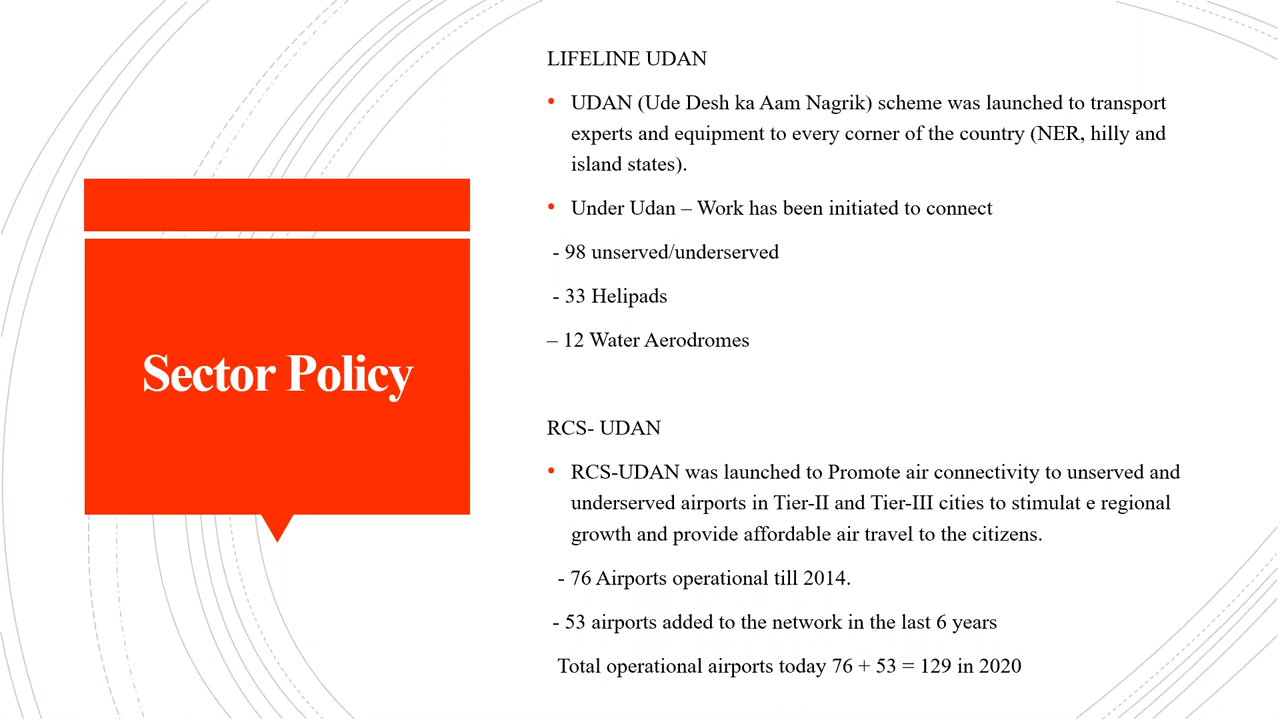 Sector Policy
LIFELINE UDAN
• UDAN (Ude Desh ka Aam Nagrik) scheme was launched to transport
experts and equipment to every corner of the country (NER, hilly and
island states).
• Under Udan – Work has been initiated to connect
- 98 unserved/underserved
- 33 Helipads
– 12 Water Aerodromes
RCS- UDAN
• RCS-UDAN was launched to Promote air connectivity to unserved and
underserved airports in Tier-II and Tier-III cities to stimulat e regional
growth and provide affordable air travel to the citizens.
- 76 Airports operational till 2014.
- 53 airports added to the network in the last 6 years
Total operational airports today 76 + 53 = 129 in 2020